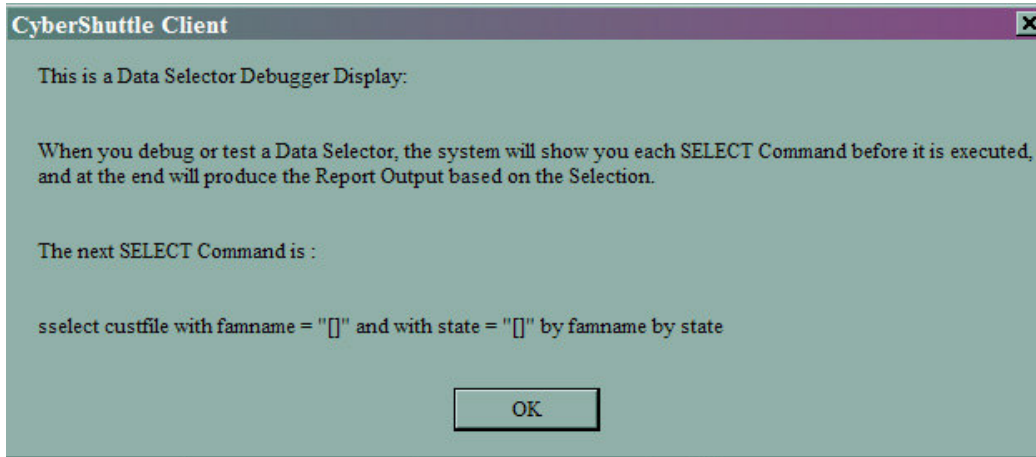 CyberShuttle Client
This is a Data Selector Debugger Display:
When you debug or test a Data Selector, the system will show you each SELECT Command before it is executed,
and at the end will produce the Report Output based on the Selection.
The next SELECT Command is :
sselect custfile with famname = "[]" and with state = "[]" by famname by state
OK